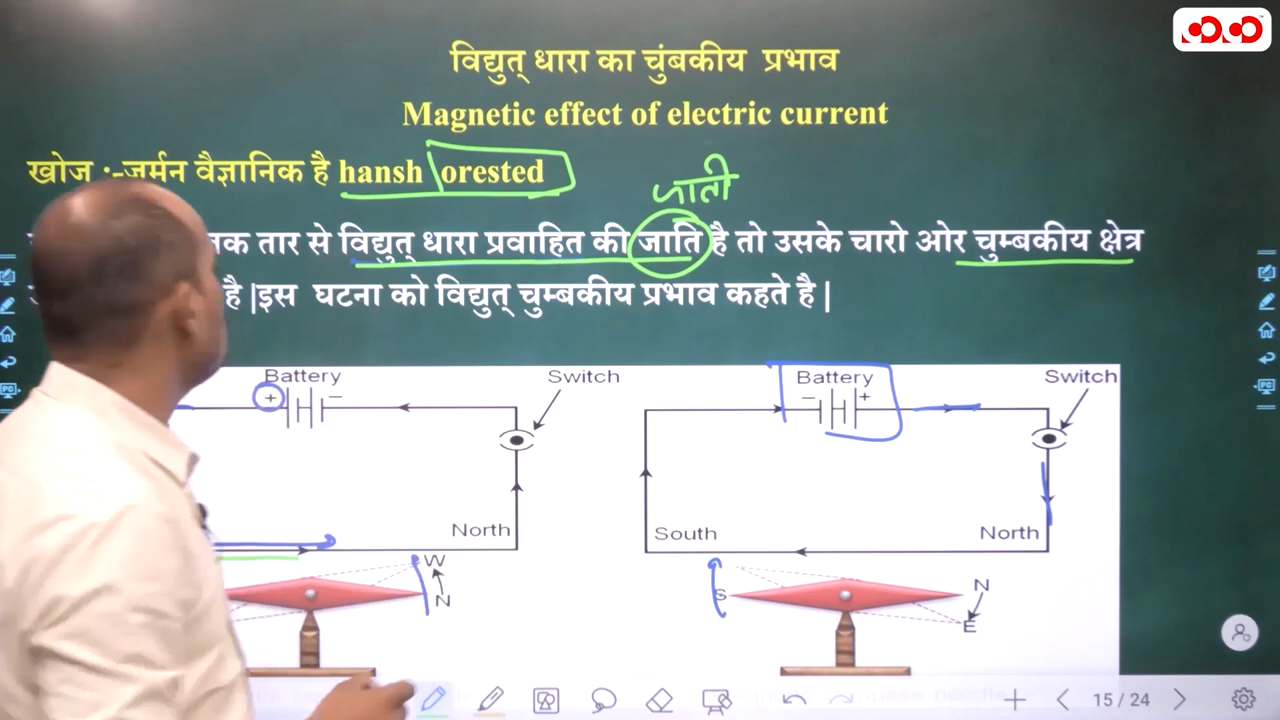 विद्युत् धारा का चुंबकीय प्रभाव
Magnetic effect of electric current
खोज :-जर्मन वैज्ञानिक है hansh orested
जाती
तार से विद्युत् धारा प्रवाहित की जाति है तो उसके चारो ओर चुम्बकीय क्षेत्र
है |इस घटना को विद्युत् चुम्बकीय प्रभाव कहते है |
Battery
Switch
+ −
North
W
N
Battery
Switch
− +
South
North
S
N
E
15 / 24